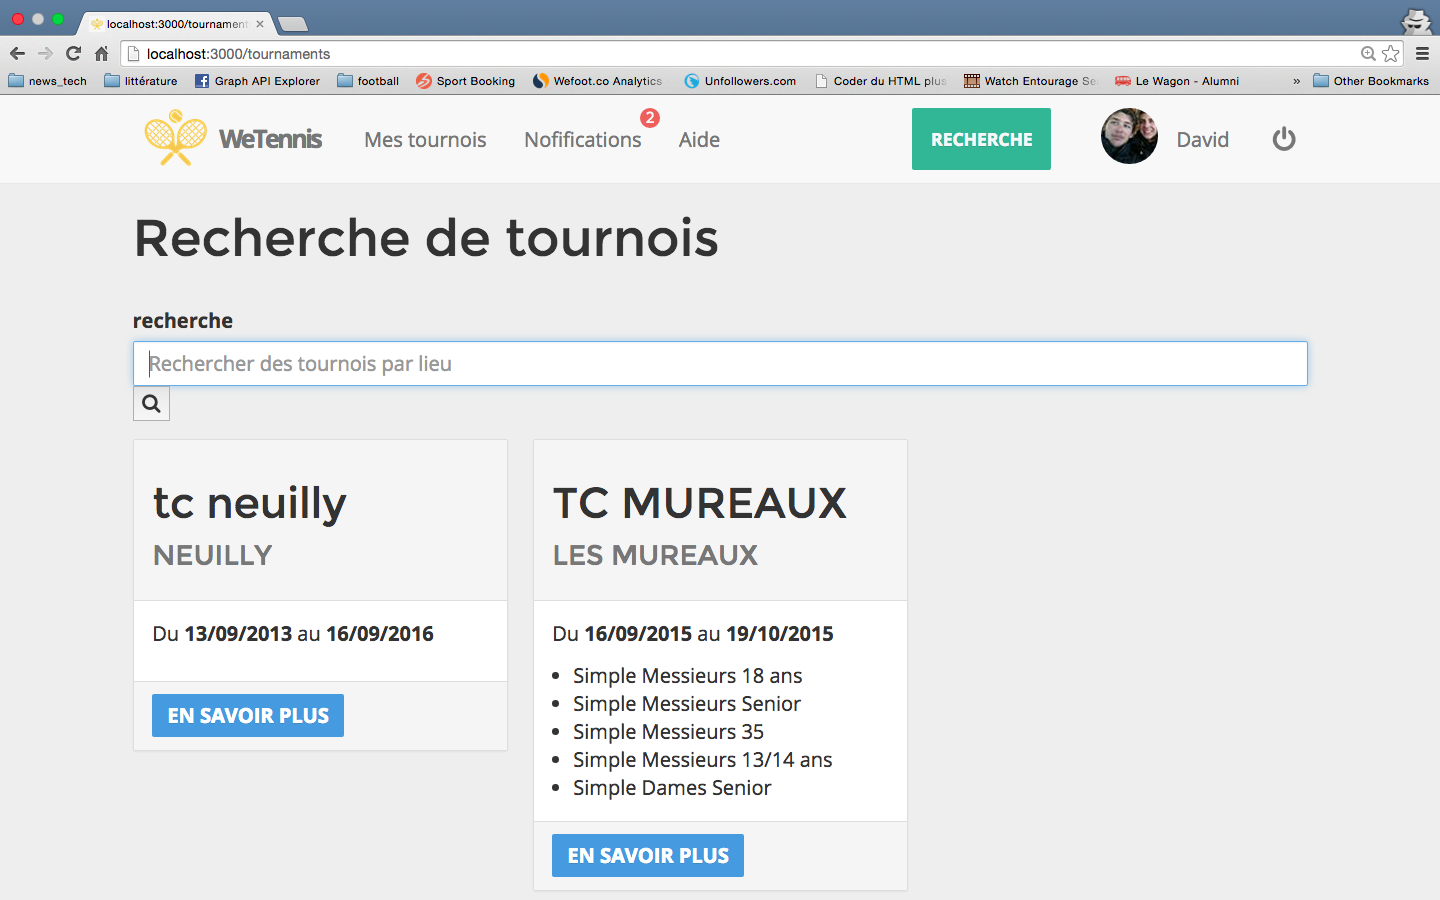 localhost:3000/tournament
localhost:3000/tournaments
news_tech littérature Graph API Explorer football Sport Booking Wefoot.co Analytics Unfollowers.com Coder du HTML plus Watch Entourage Le Wagon - Alumni » Other Bookmarks
WeTennis Mes tournois Nofifications 2 Aide RECHERCHE David
Recherche de tournois
recherche
Rechercher des tournois par lieu
tc neuilly
NEUILLY
Du 13/09/2013 au 16/09/2016
EN SAVOIR PLUS
TC MUREAUX
LES MUREAUX
Du 16/09/2015 au 19/10/2015
Simple Messieurs 18 ans
Simple Messieurs Senior
Simple Messieurs 35
Simple Messieurs 13/14 ans
Simple Dames Senior
EN SAVOIR PLUS